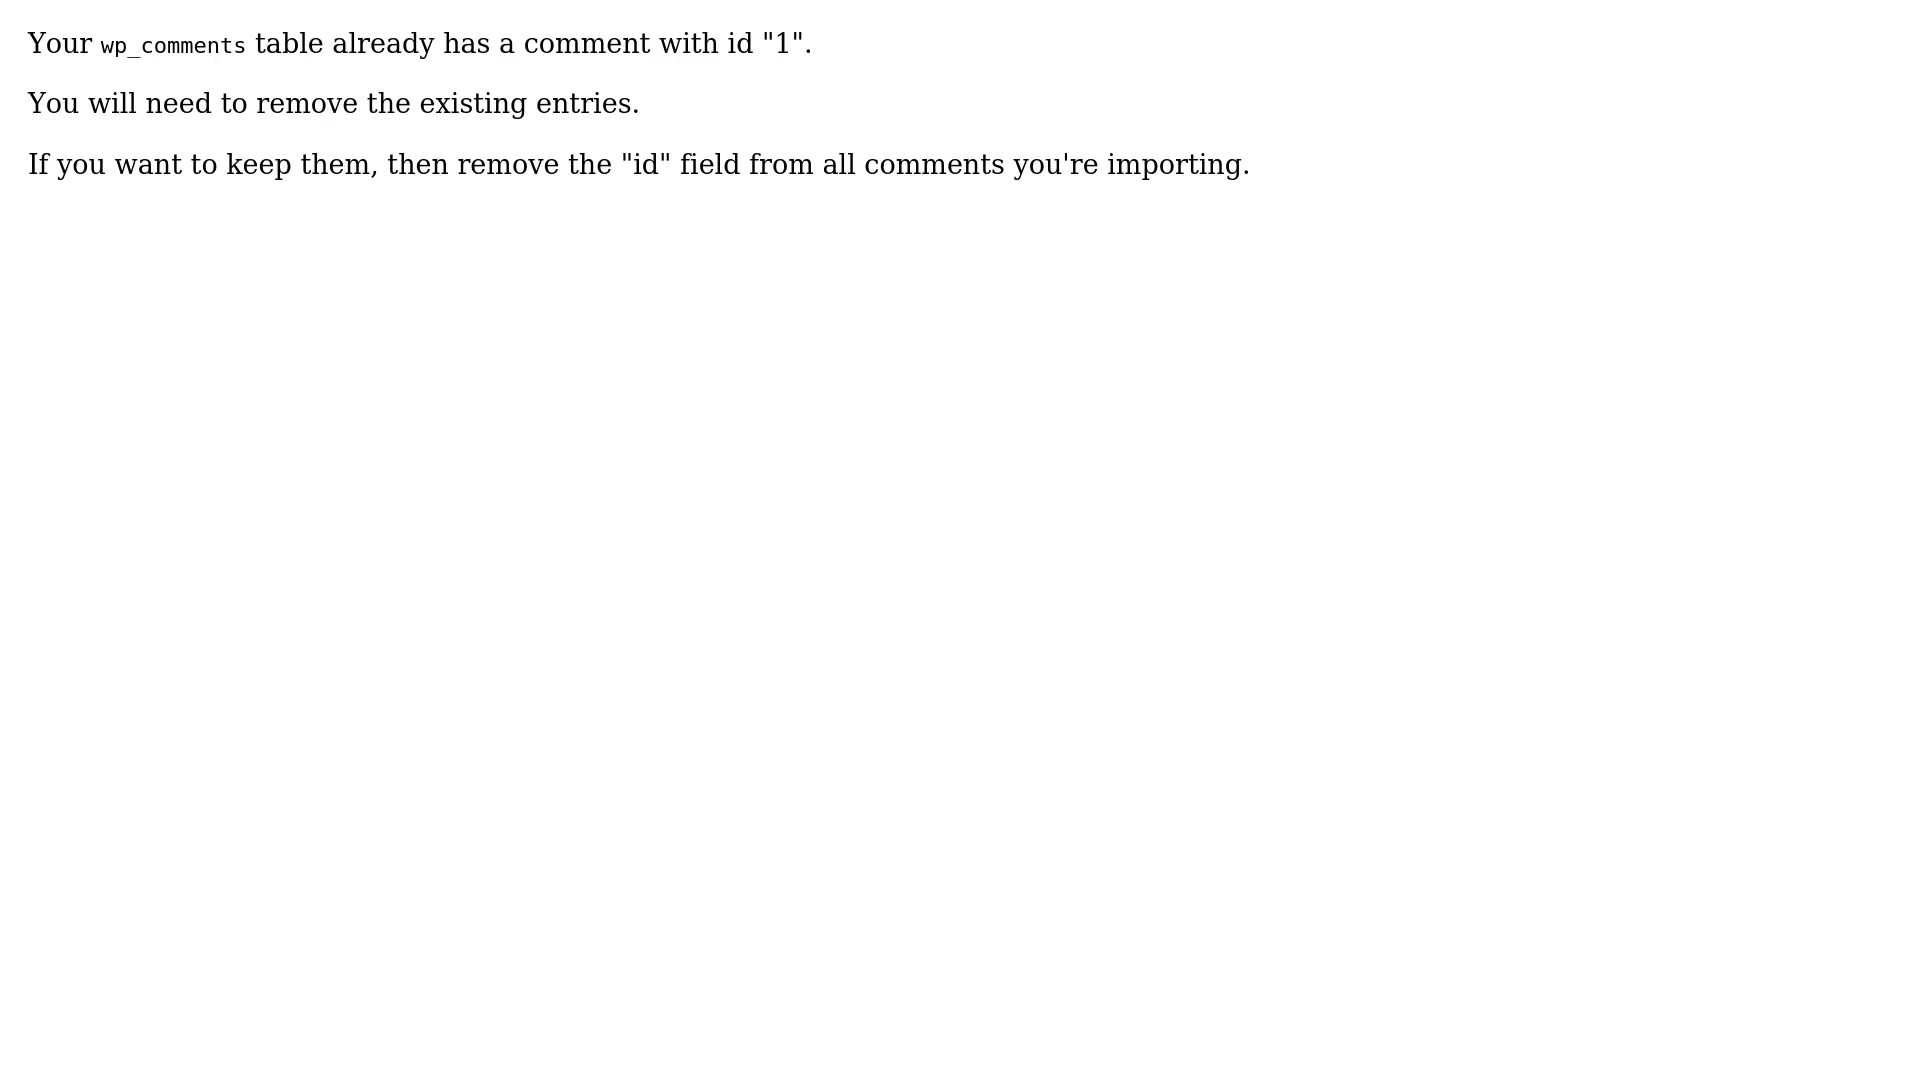 Your wp_comments table already has a comment with id "1".
You will need to remove the existing entries.
If you want to keep them, then remove the "id" field from all comments you're importing.